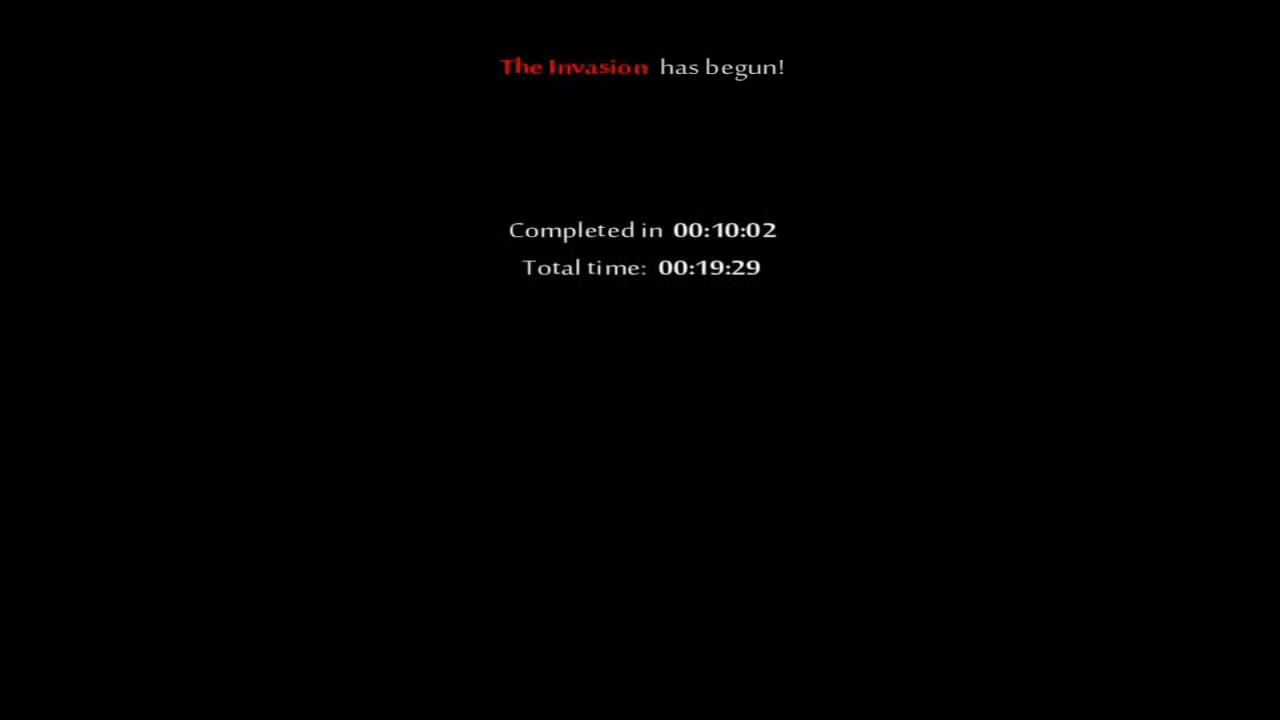 The Invasion has begun!
Completed in 00:10:02
Total time: 00:19:29